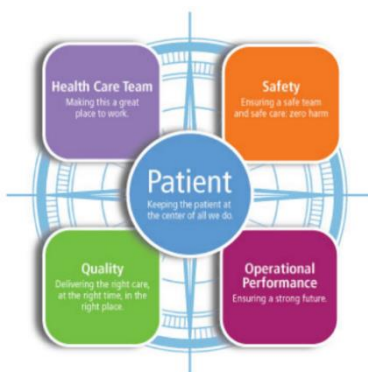 Health Care Team
Making this a great
place to work.
Safety
Ensuring a safe team
and safe care: zero harm
Patient
Keeping the patient at
the center of all we do.
Quality
Delivering the right care,
at the right time, in the
right place.
Operational
Performance
Ensuring a strong future.